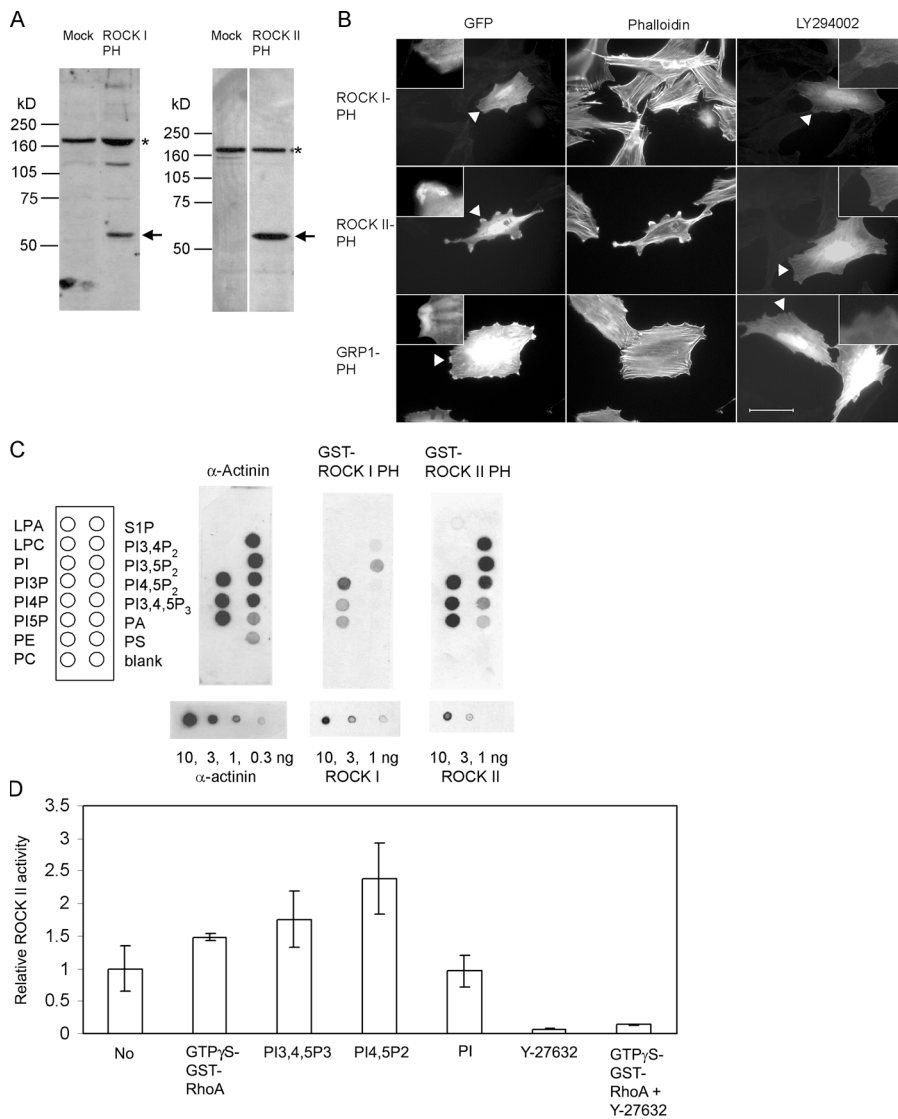 A
Mock ROCK I
PH
kD
250
160
105
75
50
*
Mock ROCK II
PH
kD
250
160
105
75
50
*
B
GFP Phalloidin LY294002
ROCK I-
PH
ROCK II-
PH
GRP1-
PH
C
α-Actinin
GST-
ROCK I PH
GST-
ROCK II PH
LPA S1P
LPC PI3,4P2
PI PI3,5P2
PI3P PI4,5P2
PI4P PI3,4,5P3
PI5P PA
PE PS
PC blank
10, 3, 1, 0.3 ng
α-actinin
10, 3, 1 ng
ROCK I
10, 3, 1 ng
ROCK II
D
Relative ROCK II activity
3.5
3
2.5
2
1.5
1
0.5
0
No
GTPγS-
GST-
RhoA
PI3,4,5P3
PI4,5P2
PI
Y-27632
GTPγS-
GST-
RhoA +
Y-27632